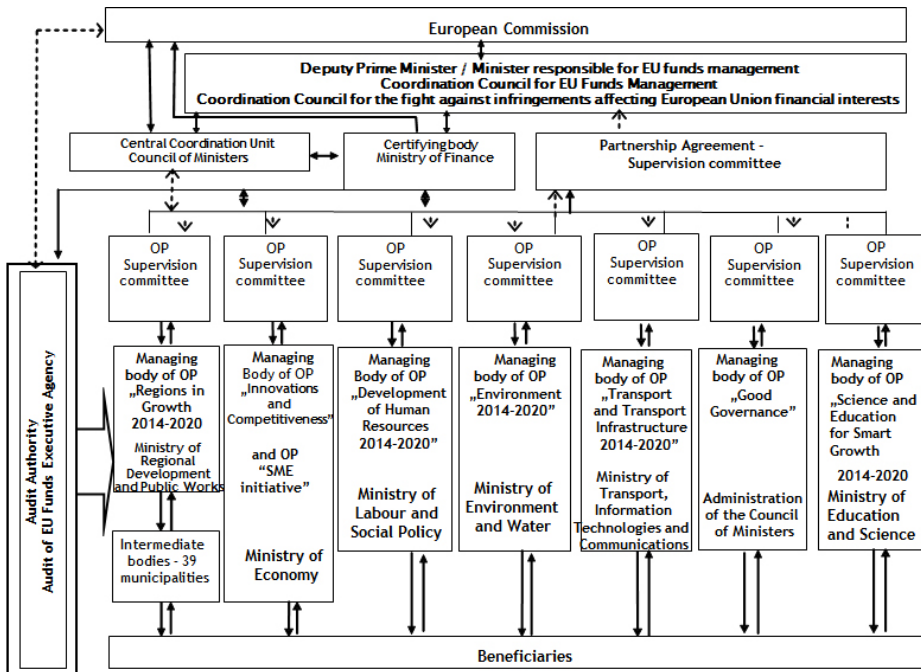 European Commission
Deputy Prime Minister / Minister responsible for EU funds management
Coordination Council for EU Funds Management
Coordination Council for the fight against infringements affecting European Union financial interests
Central Coordination Unit
Council of Ministers
Certifying body
Ministry of Finance
Partnership Agreement -
Supervision committee
OP
Supervision
committee
OP
Supervision
committee
OP
Supervision
committee
OP
Supervision
committee
OP
Supervision
committee
OP
Supervision
committee
OP
Supervision
committee
Audit Authority
Audit of EU Funds Executive Agency
Managing
body of OP
„Regions in
Growth
2014-2020
Ministry of
Regional
Development
and Public Works
Intermediate
bodies - 39
municipalities
Managing
Body of OP
„Innovations
and
Competitiveness”
and OP
“SME
initiative”
Ministry of
Economy
Managing
body of OP
„Development
of Human
Resources
2014-2020”
Ministry of
Labour and
Social Policy
Managing
body of OP
„Environment
2014-2020”
Ministry of
Environment
and Water
Managing
body of OP
„Transport
and Transport
Infrastructure
2014-2020”
Ministry of
Transport,
Information
Technologies and
Communications
Managing
body of OP
„Good
Governance”
Administration
of the Council
of Ministers
Managing
body of OP
„Science and
Education
for Smart
Growth
2014-2020
Ministry of
Education
and Science
Beneficiaries